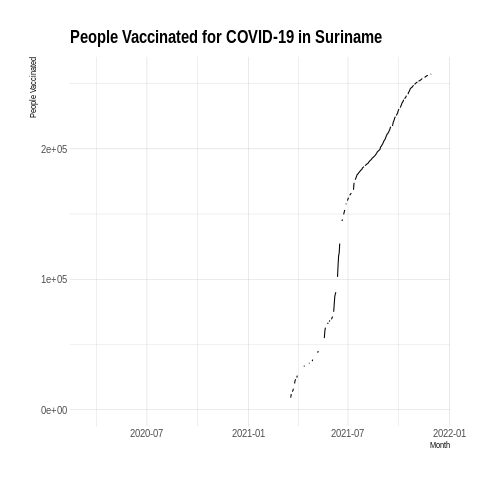 People Vaccinated for COVID-19 in Suriname
People Vaccinated
2e+05
1e+05
0e+00
2020-07 2021-01 2021-07 2022-01
Month